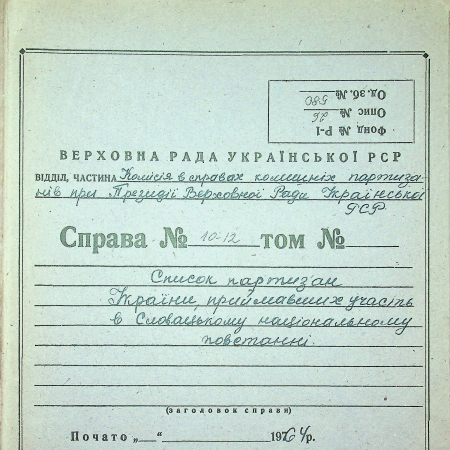 Фонд № Р-1
Опис № 26
Од. зб. № 580
ВЕРХОВНА РАДА УКРАЇНСЬКОЇ РСР
ВІДДІЛ, ЧАСТИНА Комісія в справах колишніх партиза-
нів при Президії Верховної Ради Української
РСР
Справа № 10-12 том №
Список партизан
України, приймавших участь
в Словацькому національному
повстанні.
(заголовок справи)
Почато „ “ 1964р.